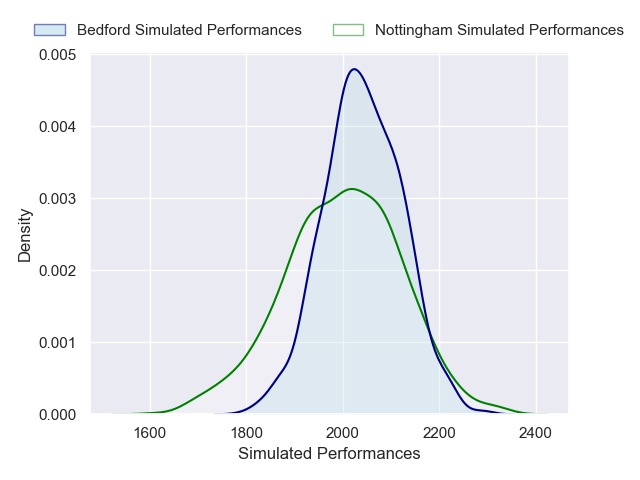 Bedford Simulated Performances
Nottingham Simulated Performances
0.005
0.004
0.003
0.002
0.001
0.000
Density
1600
1800
2000
2200
2400
Simulated Performances